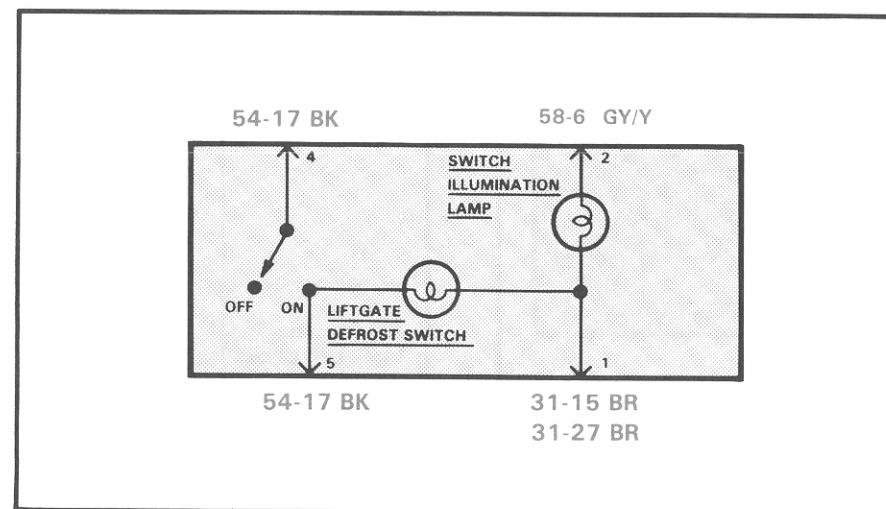 54-17 BK
58-6 GY/Y
4
2
SWITCH
ILLUMINATION
LAMP
OFF
ON
LIFTGATE
DEFROST SWITCH
5
1
54-17 BK
31-15 BR
31-27 BR